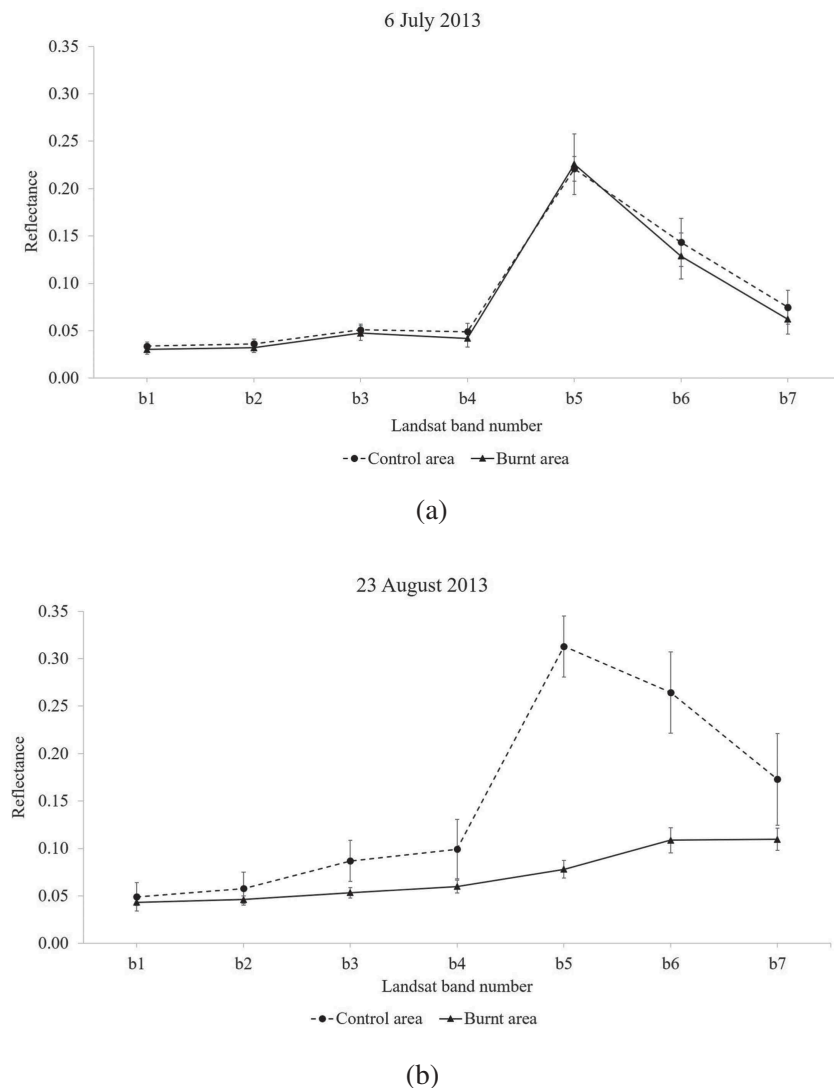 6 July 2013
0.35
0.30
0.25
0.20
0.15
0.10
0.05
0.00
Reflectance
b1 b2 b3 b4 b5 b6 b7
Landsat band number
Control area Burnt area
(a)
23 August 2013
0.35
0.30
0.25
0.20
0.15
0.10
0.05
0.00
Reflectance
b1 b2 b3 b4 b5 b6 b7
Landsat band number
Control area Burnt area
(b)